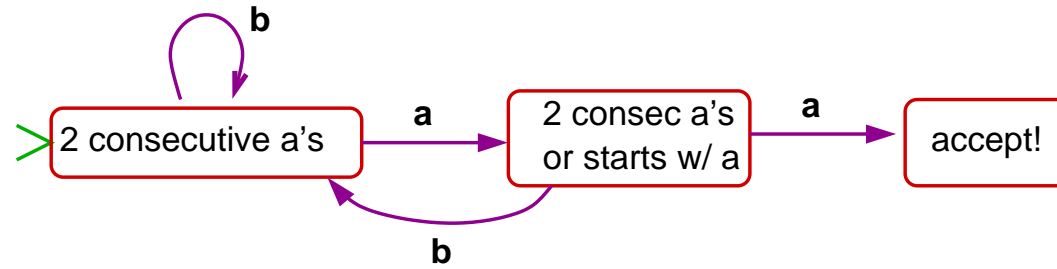 b
2 consecutive a's
a
2 consec a's
or starts w/ a
a
accept!
b